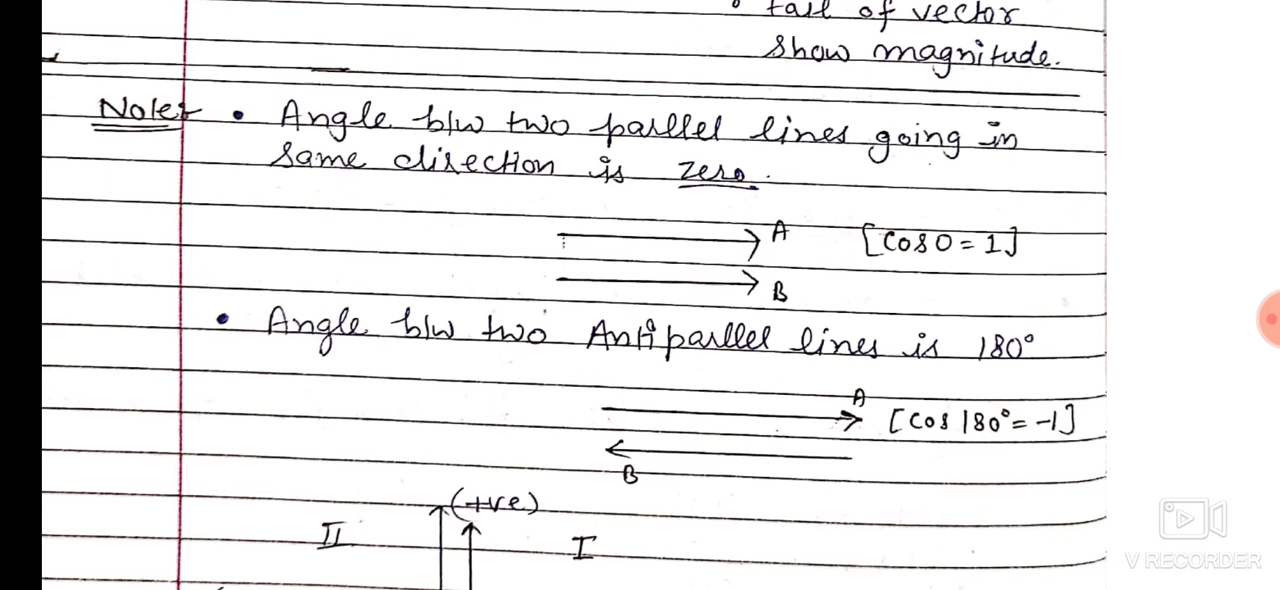 • tail of vector
show magnitude.
Note:
• Angle b/w two parllel lines going in
same direction is zero.
A
[Cos 0 = 1]
B
• Angle b/w two Antiparllel lines is 180°
A
[Cos 180° = -1]
B
(+ve)
II
I
V RECORDER